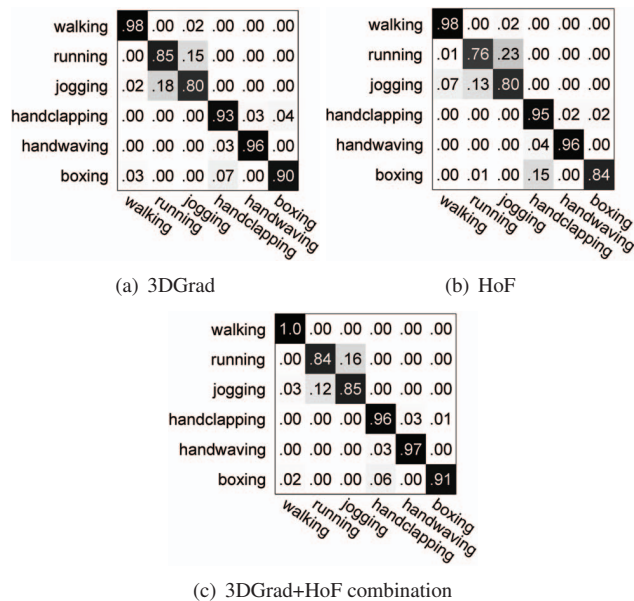 walking .98 .00 .02 .00 .00 .00
running .00 .85 .15 .00 .00 .00
jogging .02 .18 .80 .00 .00 .00
handclapping .00 .00 .00 .93 .03 .04
handwaving .00 .00 .00 .03 .96 .00
boxing .03 .00 .00 .07 .00 .90
walking running jogging handclapping handwaving boxing
(a) 3DGrad
walking .98 .00 .02 .00 .00 .00
running .01 .76 .23 .00 .00 .00
jogging .07 .13 .80 .00 .00 .00
handclapping .00 .00 .00 .95 .02 .02
handwaving .00 .00 .00 .04 .96 .00
boxing .00 .01 .00 .15 .00 .84
walking running jogging handclapping handwaving boxing
(b) HoF
walking 1.0 .00 .00 .00 .00 .00
running .00 .84 .16 .00 .00 .00
jogging .03 .12 .85 .00 .00 .00
handclapping .00 .00 .00 .96 .03 .01
handwaving .00 .00 .00 .03 .97 .00
boxing .02 .00 .00 .06 .00 .91
walking running jogging handclapping handwaving boxing
(c) 3DGrad+HoF combination